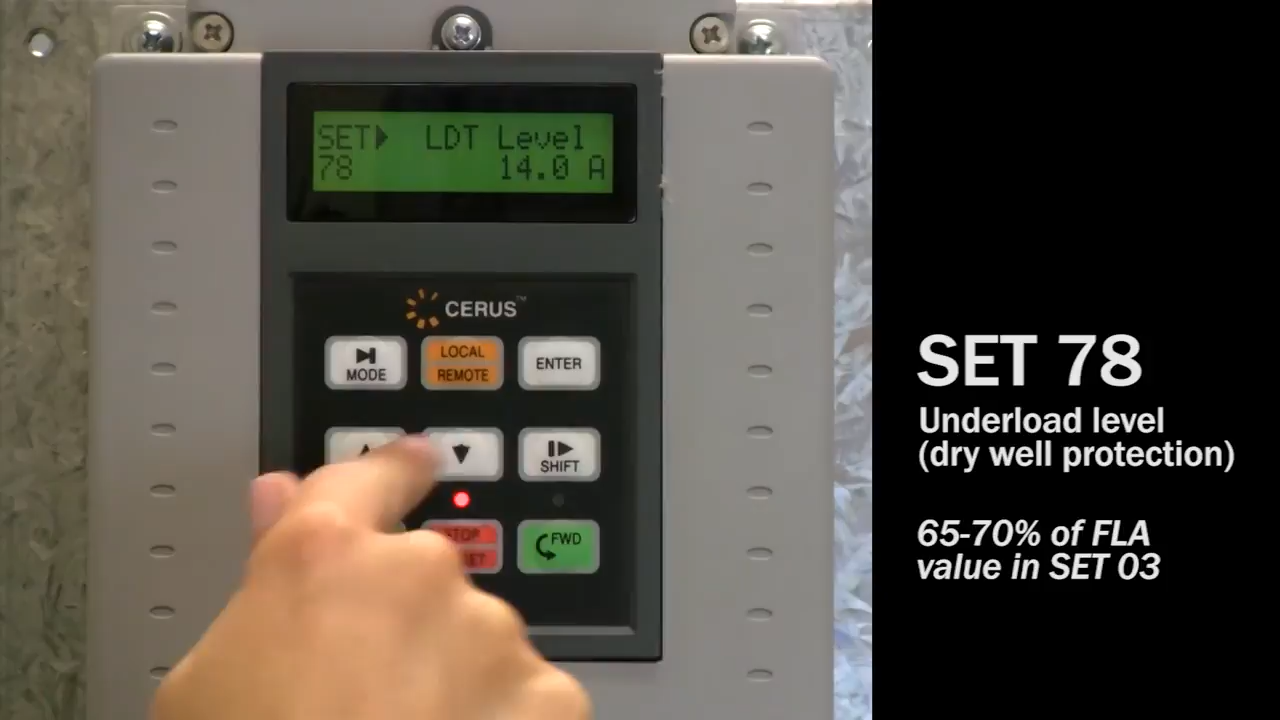 SET▶ LDT Level
78 14.0 A
CERUS™
MODE
LOCAL
REMOTE
ENTER
SHIFT
FWD
SET 78
Underload level
(dry well protection)
65-70% of FLA
value in SET 03